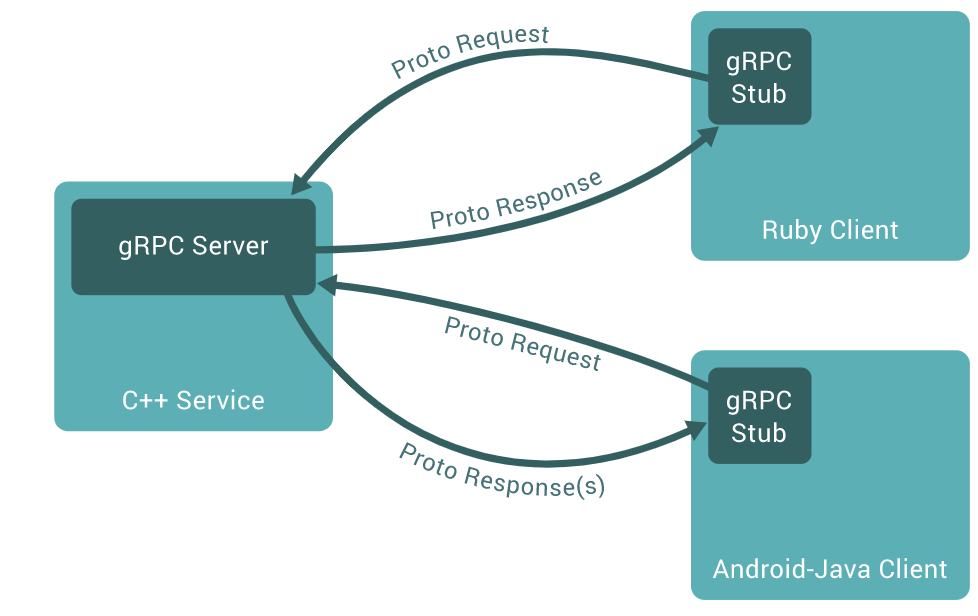 Proto Request
gRPC
Stub
Ruby Client
Proto Response
gRPC Server
C++ Service
Proto Request
gRPC
Stub
Android-Java Client
Proto Response(s)